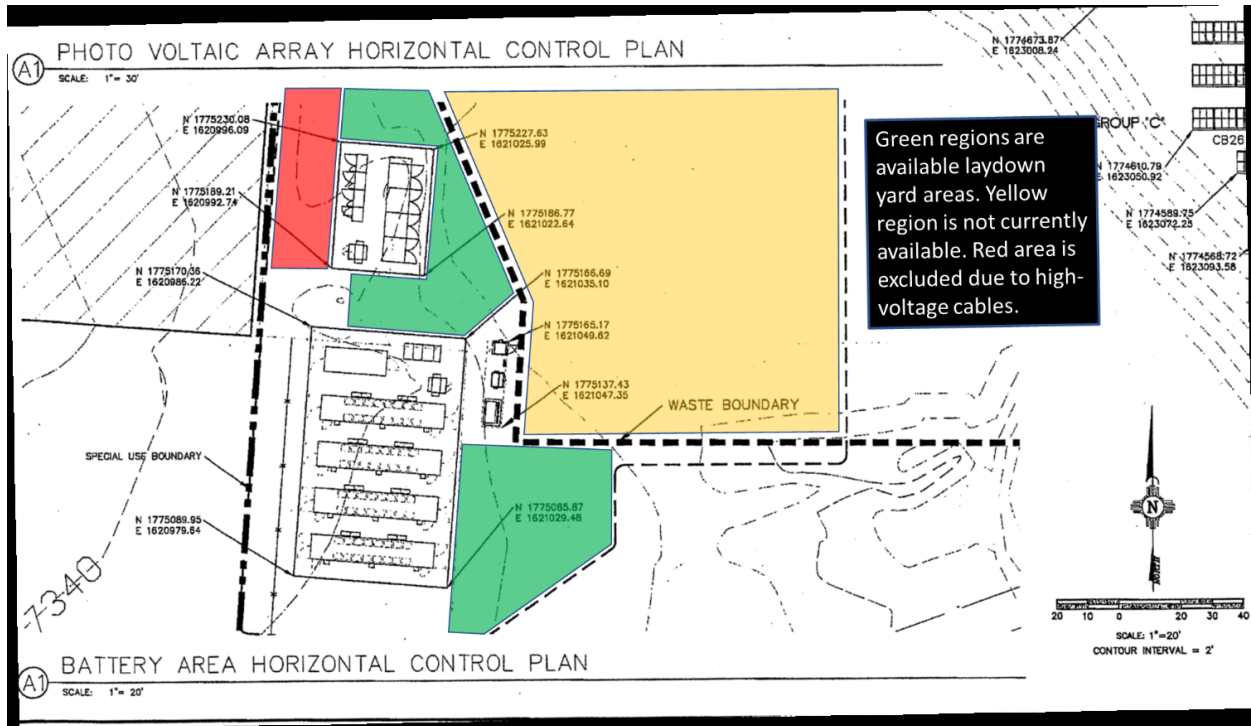 A1
PHOTO VOLTAIC ARRAY HORIZONTAL CONTROL PLAN
SCALE: 1"= 30'
N 1774673.87
E 1623008.24
N 1775230.08
E 1620996.09
N 1775227.63
E 1621025.99
GROUP "C"
CB26
Green regions are
available laydown
yard areas. Yellow
region is not currently
available. Red area is
excluded due to high-
voltage cables.
N 1774610.79
E 1623050.92
N 1775189.21
E 1620992.74
N 1775186.77
E 1621022.64
N 1774589.75
E 1623072.25
N 1774568.72
E 1623093.58
N 1775170.36
E 1620986.22
N 1775166.69
E 1621035.10
N 1775165.17
E 1621049.62
N 1775137.43
E 1621047.35
WASTE BOUNDARY
SPECIAL USE BOUNDARY
N 1775085.87
E 1621029.48
N 1775089.95
E 1620979.64
N
7340
20 10 0 20 30 40
SCALE: 1"=20'
CONTOUR INTERVAL = 2'
A1
BATTERY AREA HORIZONTAL CONTROL PLAN
SCALE: 1"= 20'